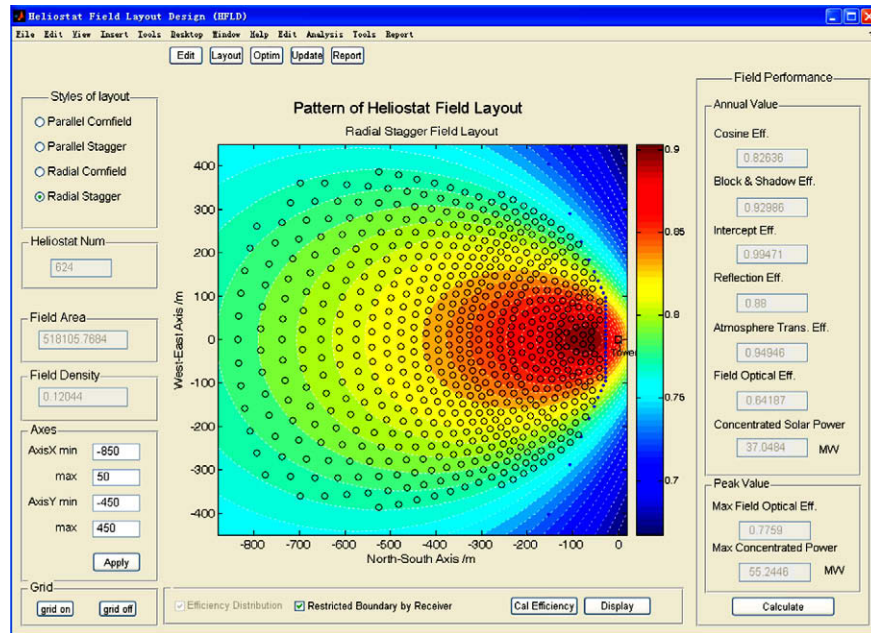 Heliostat Field Layout Design (HFLD)
File Edit View Insert Tools Desktop Window Help Edit Analysis Tools Report
Edit Layout Optim Update Report
Styles of layout
Parallel Cornfield
Parallel Stagger
Radial Cornfield
Radial Stagger
Heliostat Num
624
Field Area
518105.7684
Field Density
0.12044
Axes
AxisX min -850
max 50
AxisY min -450
max 450
Apply
Grid
grid on grid off
Pattern of Heliostat Field Layout
Radial Stagger Field Layout
West-East Axis /m
400
300
200
100
0
-100
-200
-300
-400
-800 -700 -600 -500 -400 -300 -200 -100 0
North-South Axis /m
Tower
0.9
0.85
0.8
0.75
0.7
Efficiency Distribution Restricted Boundary by Receiver Cal Efficiency Display
Field Performance
Annual Value
Cosine Eff.
0.82636
Block & Shadow Eff.
0.92986
Intercept Eff.
0.99471
Reflection Eff.
0.88
Atmosphere Trans. Eff.
0.94946
Field Optical Eff.
0.64187
Concentrated Solar Power
37.0484 MW
Peak Value
Max Field Optical Eff.
0.7759
Max Concentrated Power
55.2446 MW
Calculate